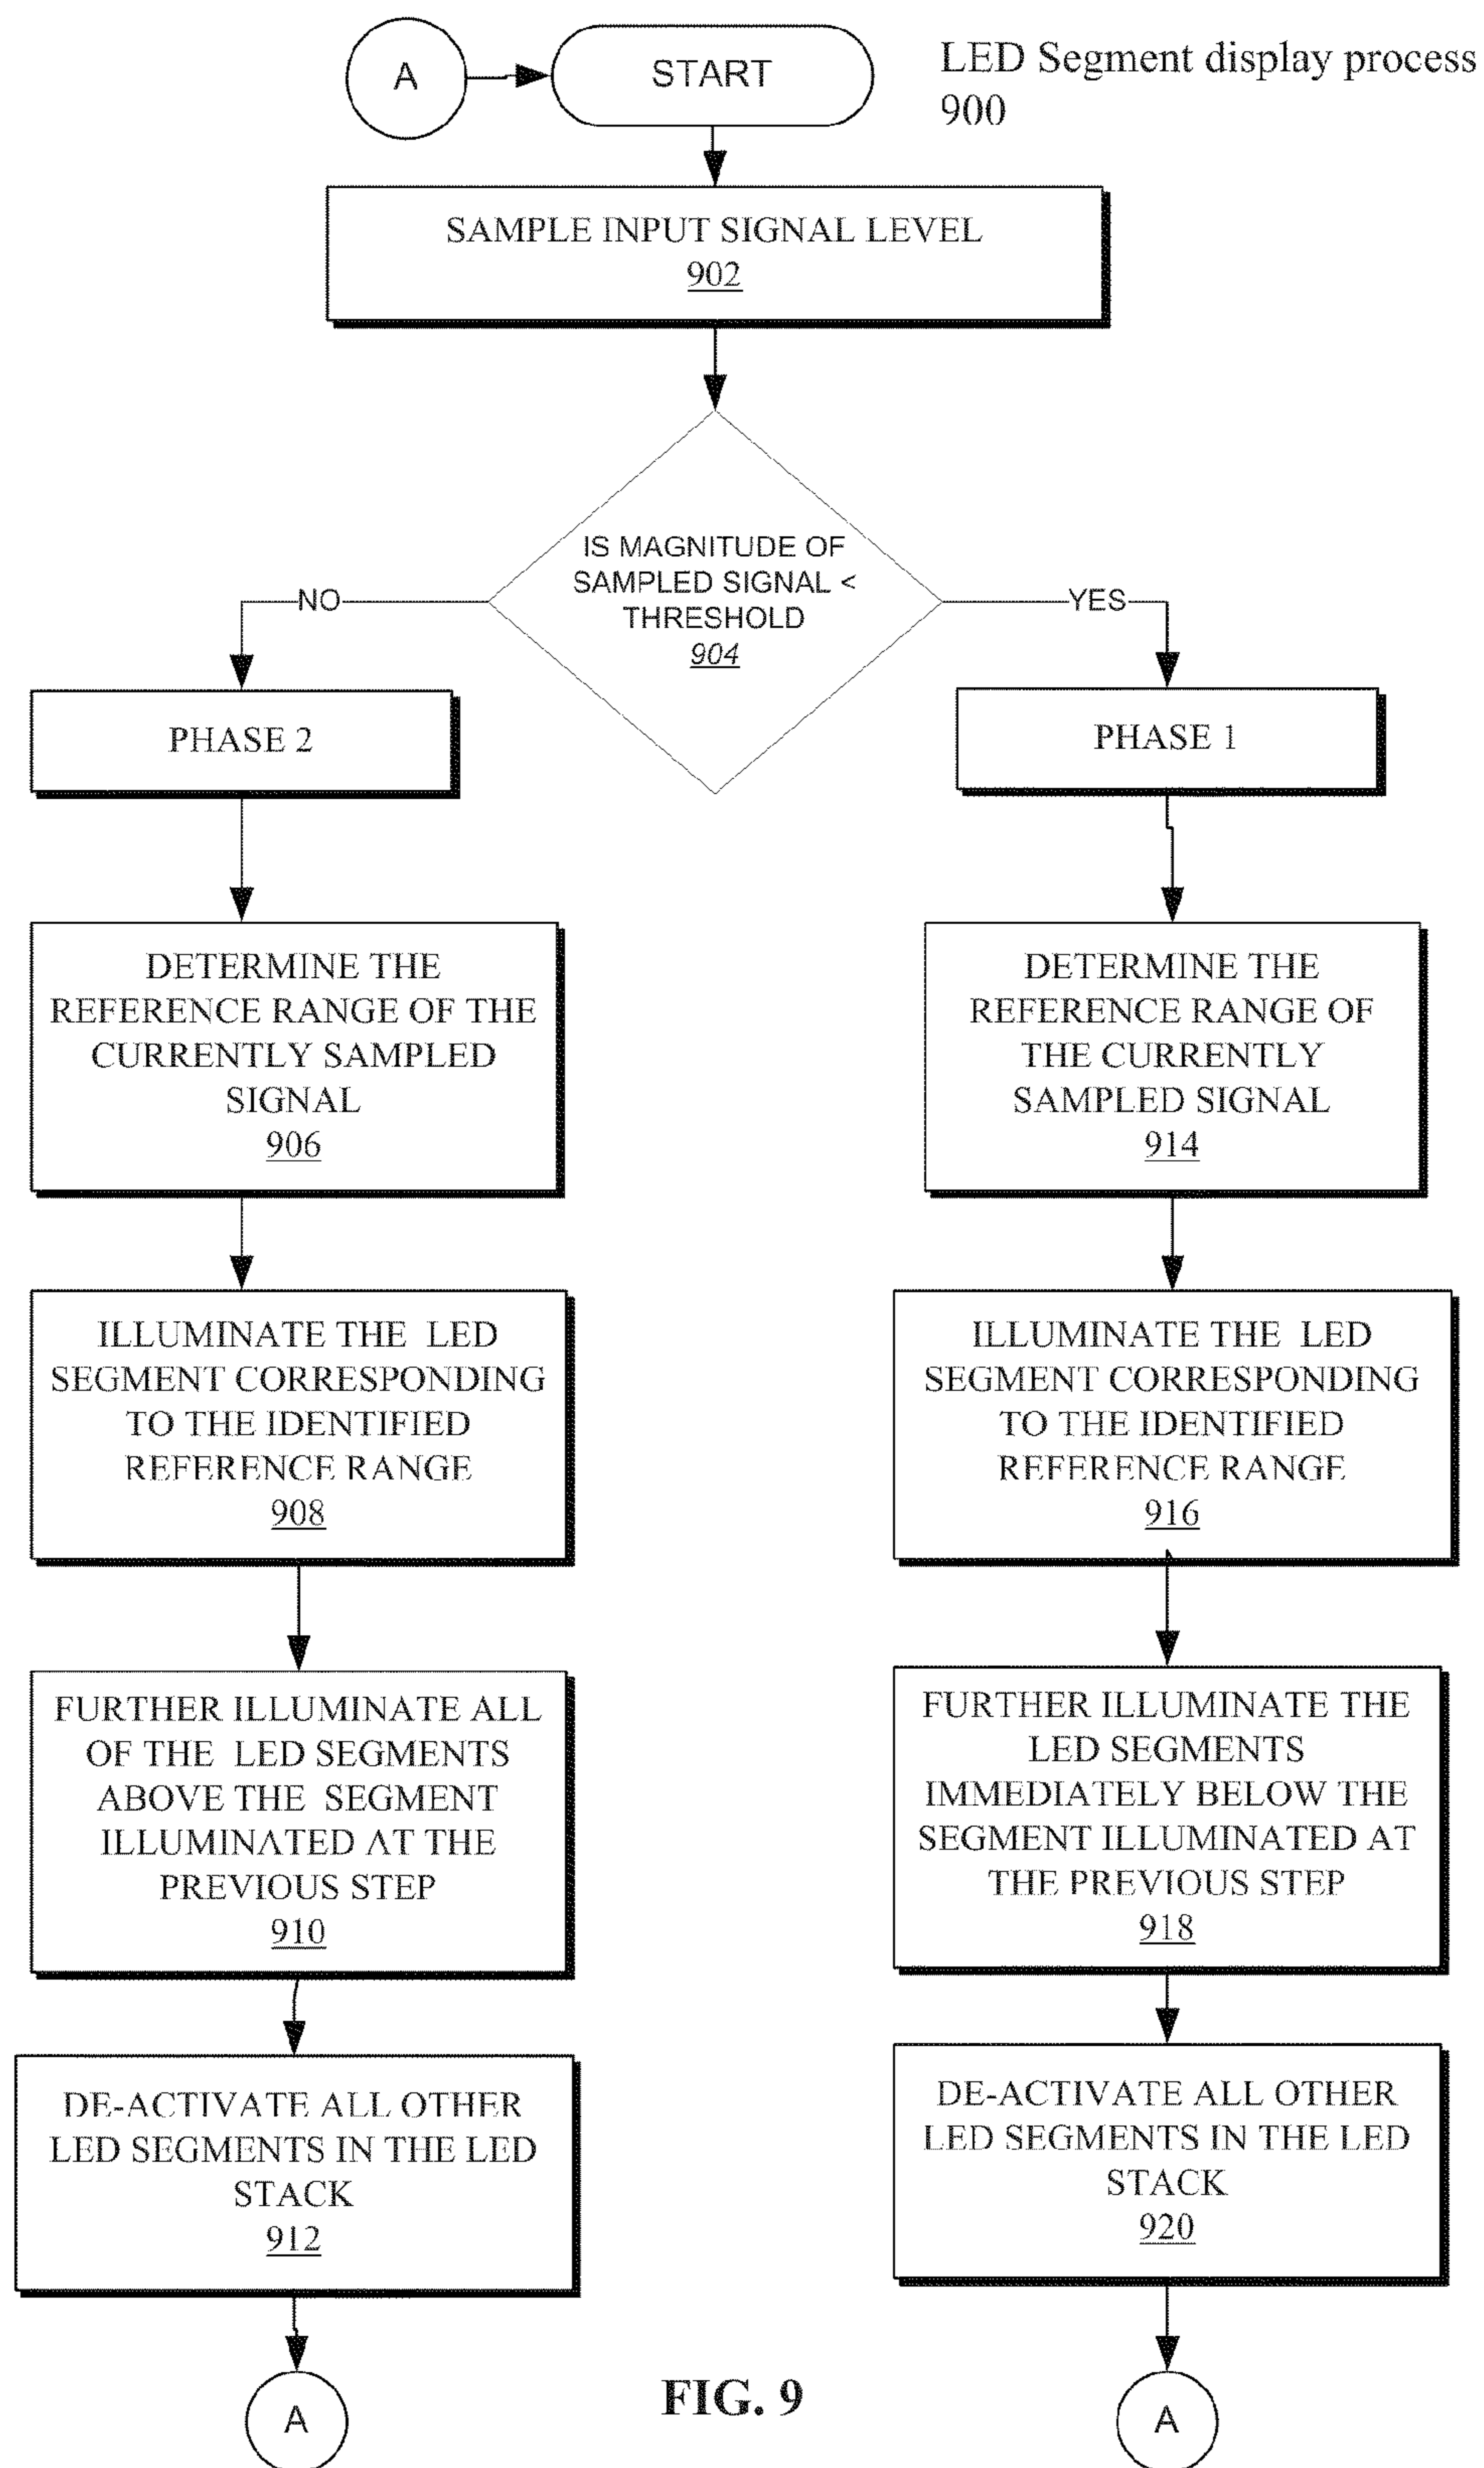 A
START
LED Segment display process
900
SAMPLE INPUT SIGNAL LEVEL
902
IS MAGNITUDE OF
SAMPLED SIGNAL <
THRESHOLD
904
NO
YES
PHASE 2
PHASE 1
DETERMINE THE
REFERENCE RANGE OF THE
CURRENTLY SAMPLED
SIGNAL
906
DETERMINE THE
REFERENCE RANGE OF
THE CURRENTLY
SAMPLED SIGNAL
914
ILLUMINATE THE LED
SEGMENT CORRESPONDING
TO THE IDENTIFIED
REFERENCE RANGE
908
ILLUMINATE THE LED
SEGMENT CORRESPONDING
TO THE IDENTIFIED
REFERENCE RANGE
916
FURTHER ILLUMINATE ALL
OF THE LED SEGMENTS
ABOVE THE SEGMENT
ILLUMINATED AT THE
PREVIOUS STEP
910
FURTHER ILLUMINATE THE
LED SEGMENTS
IMMEDIATELY BELOW THE
SEGMENT ILLUMINATED AT
THE PREVIOUS STEP
918
DE-ACTIVATE ALL OTHER
LED SEGMENTS IN THE LED
STACK
912
DE-ACTIVATE ALL OTHER
LED SEGMENTS IN THE LED
STACK
920
A
FIG. 9
A